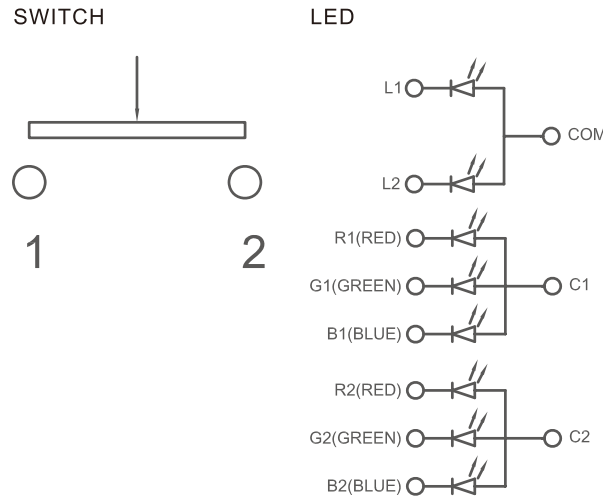 SWITCH
LED
L1
COM
L2
1
2
R1(RED)
G1(GREEN)
C1
B1(BLUE)
R2(RED)
G2(GREEN)
C2
B2(BLUE)